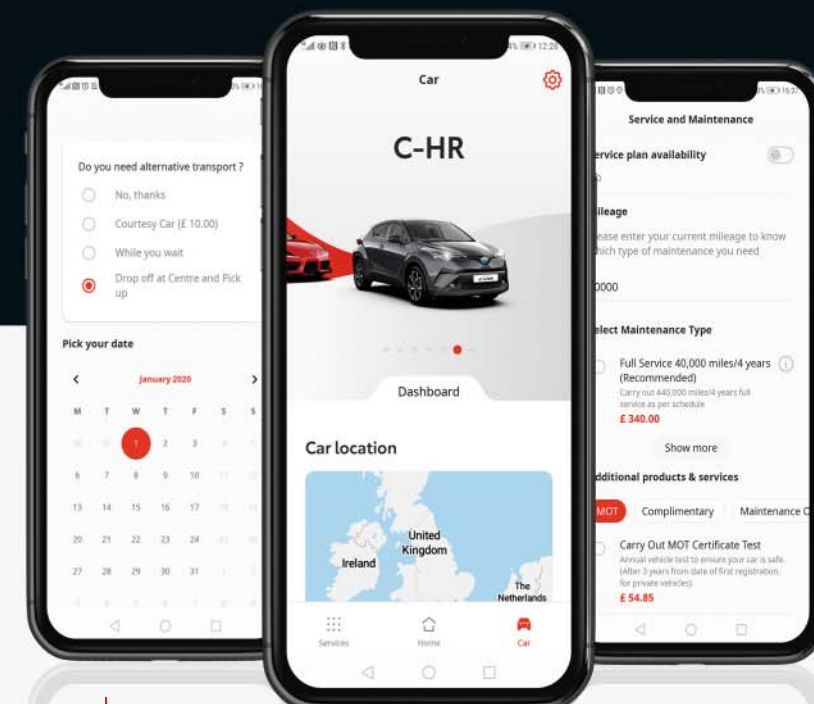 Do you need alternative transport ?
No, thanks
Courtesy Car (£ 10.00)
While you wait
Drop off at Centre and Pick
up
Pick your date
January 2020
M T W T F S S
1 2 3
6 7 8 9 10
13 14 15 16 17
20 21 22 23 24
27 28 29 30 31
12:28
Car
C-HR
Dashboard
Car location
United
Kingdom
Ireland
The
Netherlands
Services Home Car
16:37
Service and Maintenance
ervice plan availability
ileage
ease enter your current mileage to know
hich type of maintenance you need
0000
elect Maintenance Type
Full Service 40,000 miles/4 years
(Recommended)
Carry out 440,000 miles/4 years full
service as per schedule
£ 340.00
Show more
dditional products & services
MOT Complimentary Maintenance
Carry Out MOT Certificate Test
Annual vehicle test to ensure your car is safe.
(After 3 years from date of first registration,
for private vehicles)
£ 54.85